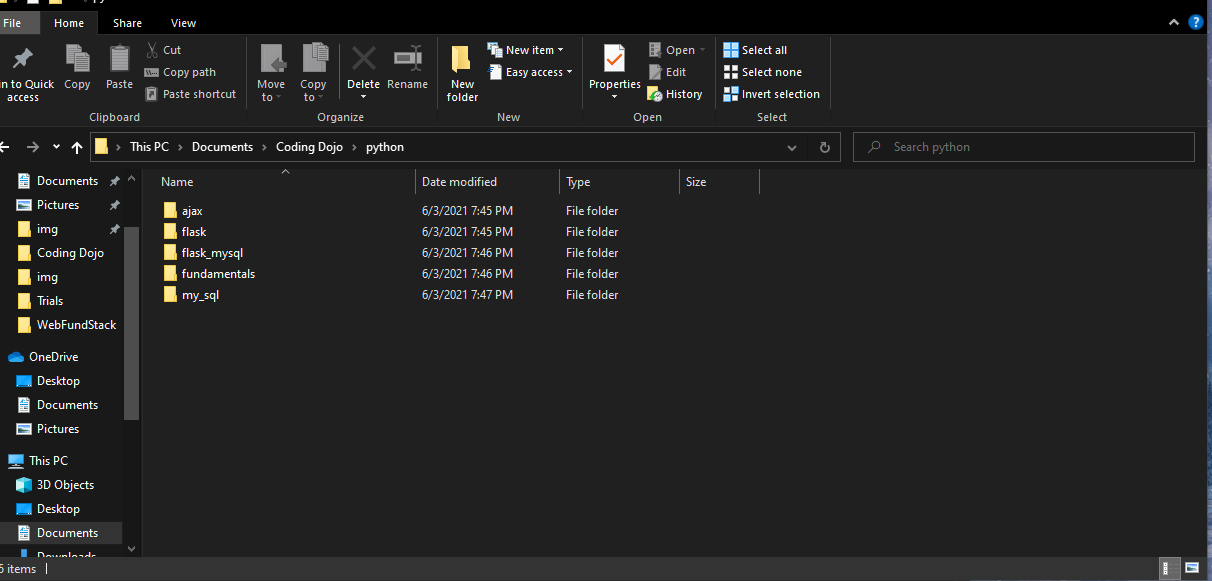 File Home Share View
in to Quick access
Copy
Paste
Cut
Copy path
Paste shortcut
Clipboard
Move to
Copy to
Delete
Rename
Organize
New folder
New item
Easy access
New
Properties
Open
Edit
History
Open
Select all
Select none
Invert selection
Select
This PC > Documents > Coding Dojo > python
Search python
Documents
Pictures
img
Coding Dojo
img
Trials
WebFundStack
OneDrive
Desktop
Documents
Pictures
This PC
3D Objects
Desktop
Documents
Downloads
Name Date modified Type Size
ajax 6/3/2021 7:45 PM File folder
flask 6/3/2021 7:45 PM File folder
flask_mysql 6/3/2021 7:46 PM File folder
fundamentals 6/3/2021 7:46 PM File folder
my_sql 6/3/2021 7:47 PM File folder
5 items